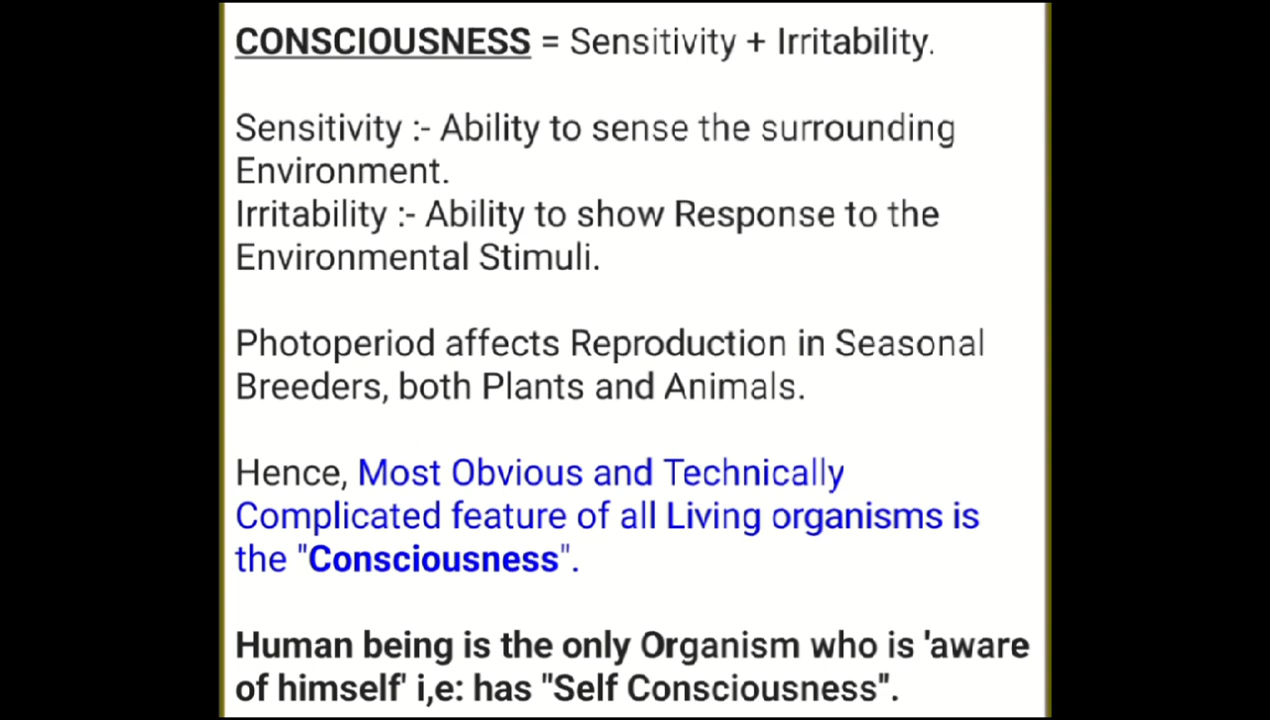 CONSCIOUSNESS = Sensitivity + Irritability.
Sensitivity :- Ability to sense the surrounding
Environment.
Irritability :- Ability to show Response to the
Environmental Stimuli.
Photoperiod affects Reproduction in Seasonal
Breeders, both Plants and Animals.
Hence, Most Obvious and Technically
Complicated feature of all Living organisms is
the "Consciousness".
Human being is the only Organism who is 'aware
of himself' i,e: has "Self Consciousness".